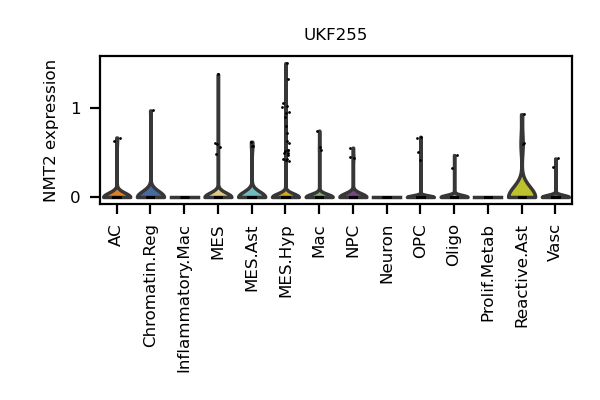 UKF255
NMT2 expression
1
0
AC
Chromatin.Reg
Inflammatory.Mac
MES
MES.Ast
MES.Hyp
Mac
NPC
Neuron
OPC
Oligo
Prolif.Metab
Reactive.Ast
Vasc